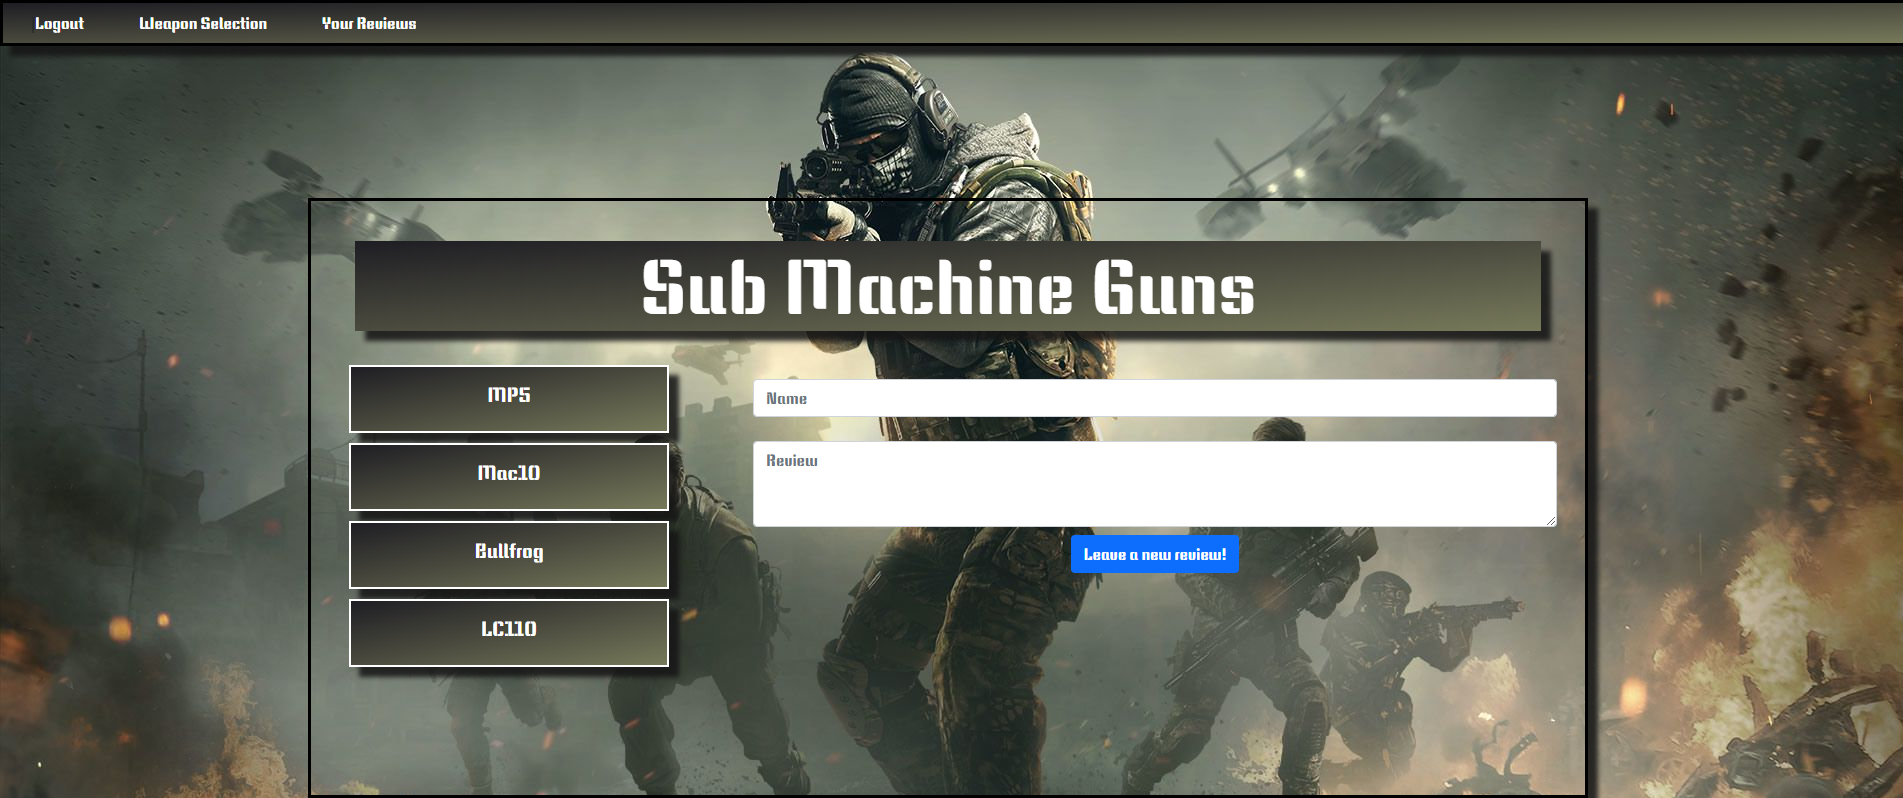 Logout Weapon Selection Your Reviews
Sub Machine Guns
MP5
Mac10
Bullfrog
LC110
Name
Review
Leave a new review!